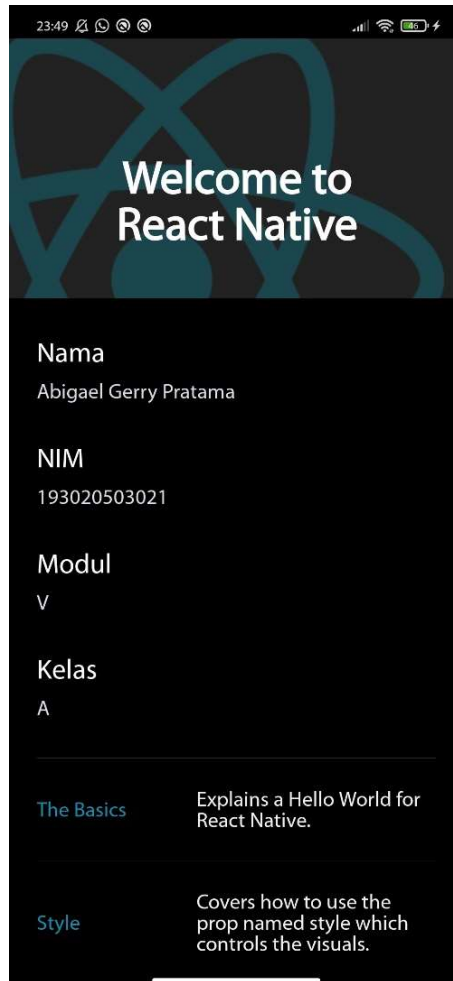 23:49
46
Welcome to
React Native
Nama
Abigael Gerry Pratama
NIM
193020503021
Modul
V
Kelas
A
The Basics
Explains a Hello World for
React Native.
Style
Covers how to use the
prop named style which
controls the visuals.